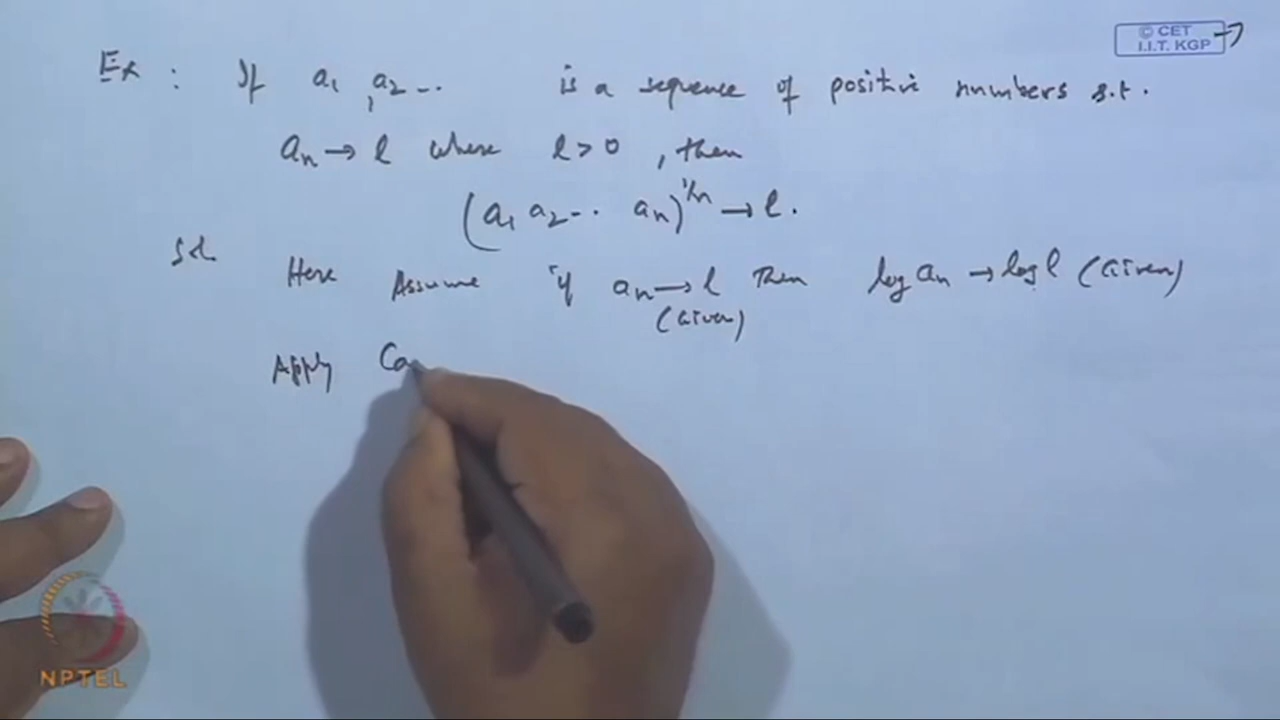 © CET
I.I.T. KGP
Ex : If a₁, a₂ -.. is a sequence of positive numbers s.t.
aₙ → l where l > 0, then
(a₁ a₂ -.. aₙ)^{1/n} → l.
Sol
Here Assume if aₙ → l then log aₙ → log l (Given)
(Given)
Apply Ca
NPTEL